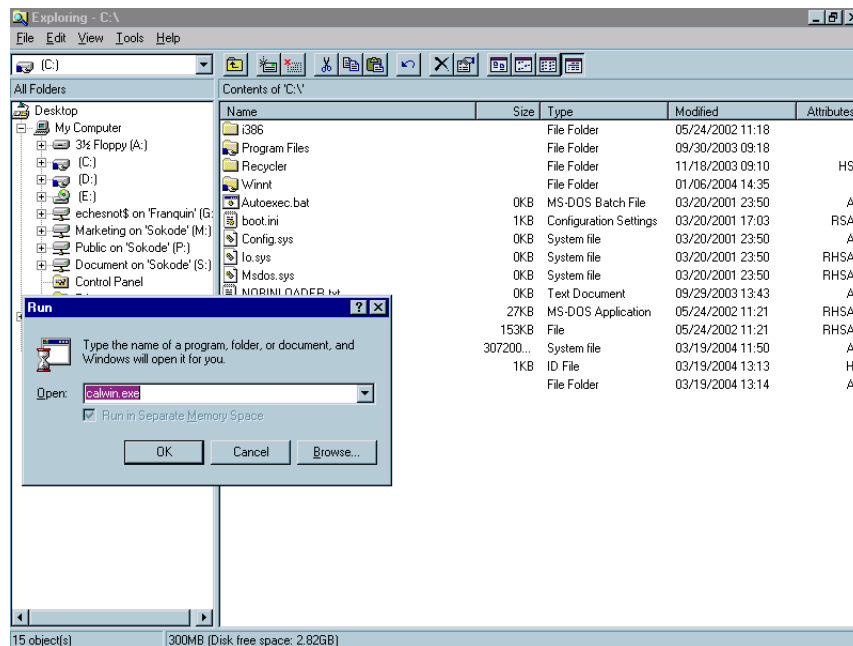 Exploring - C:\
File Edit View Tools Help
(C:)
All Folders Contents of 'C:\'
Name Size Type Modified Attributes
Desktop
My Computer
3½ Floppy (A:)
(C:)
(D:)
(E:)
echesnot$ on 'Franquin' (G:
Marketing on 'Sokode' (M:)
Public on 'Sokode' (P:)
Document on 'Sokode' (S:)
Control Panel
i386 File Folder 05/24/2002 11:18
Program Files File Folder 09/30/2003 09:18
Recycler File Folder 11/18/2003 09:10 HS
Winnt File Folder 01/06/2004 14:35
Autoexec.bat 0KB MS-DOS Batch File 03/20/2001 23:50 A
boot.ini 1KB Configuration Settings 03/20/2001 17:03 RSA
Config.sys 0KB System file 03/20/2001 23:50 A
Io.sys 0KB System file 03/20/2001 23:50 RHSA
Msdos.sys 0KB System file 03/20/2001 23:50 RHSA
0KB Text Document 09/29/2003 13:43 A
27KB MS-DOS Application 05/24/2002 11:21 RHSA
153KB File 05/24/2002 11:21 RHSA
307200... System file 03/19/2004 11:50 A
1KB ID File 03/19/2004 13:13 H
File Folder 03/19/2004 13:14 A
Run
Type the name of a program, folder, or document, and
Windows will open it for you.
Open: calwin.exe
Run in Separate Memory Space
OK Cancel Browse...
15 object(s) 300MB (Disk free space: 2.82GB)